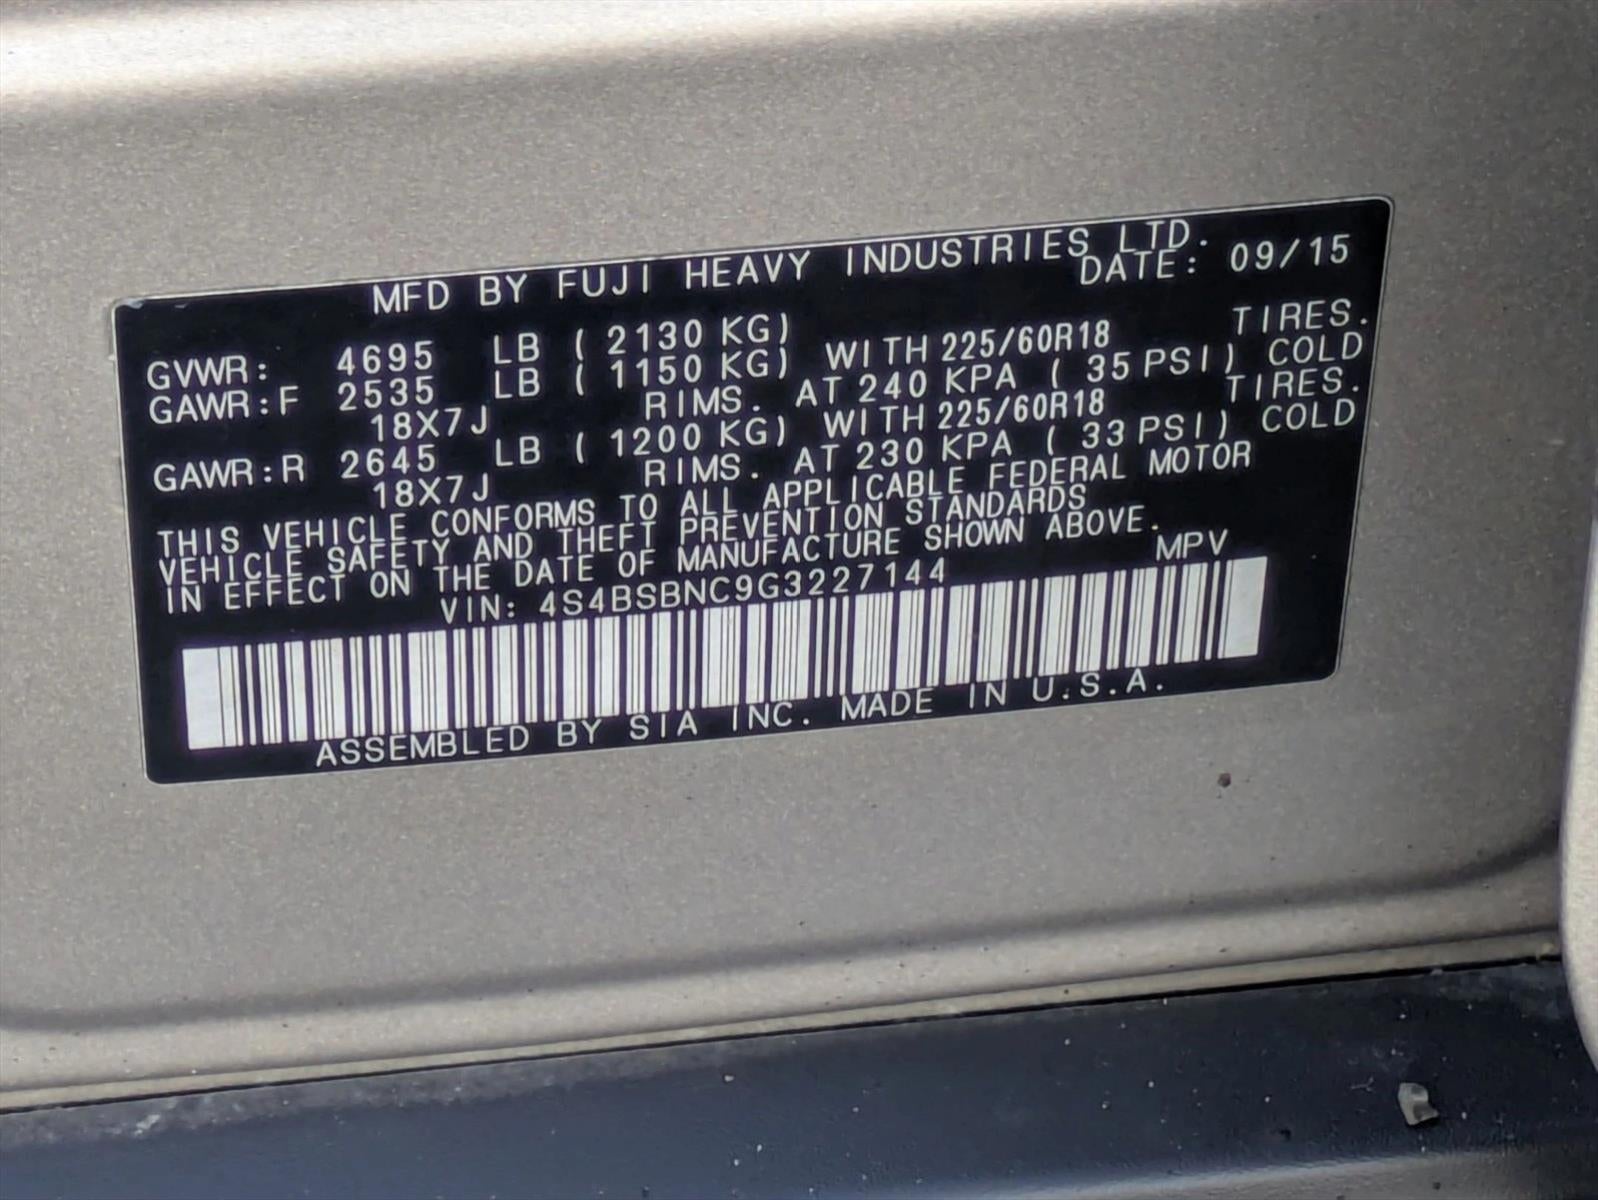 MFD BY FUJI HEAVY INDUSTRIES LTD.
DATE: 09/15
GVWR: 4695 LB ( 2130 KG)
GAWR:F 2535 LB ( 1150 KG) WITH 225/60R18 TIRES.
18X7J RIMS. AT 240 KPA ( 35 PSI) COLD
GAWR:R 2645 LB ( 1200 KG) WITH 225/60R18 TIRES.
18X7J RIMS. AT 230 KPA ( 33 PSI) COLD
THIS VEHICLE CONFORMS TO ALL APPLICABLE FEDERAL MOTOR
VEHICLE SAFETY AND THEFT PREVENTION STANDARDS
IN EFFECT ON THE DATE OF MANUFACTURE SHOWN ABOVE.
VIN: 4S4BSBNC9G3227144 MPV
ASSEMBLED BY SIA INC. MADE IN U.S.A.